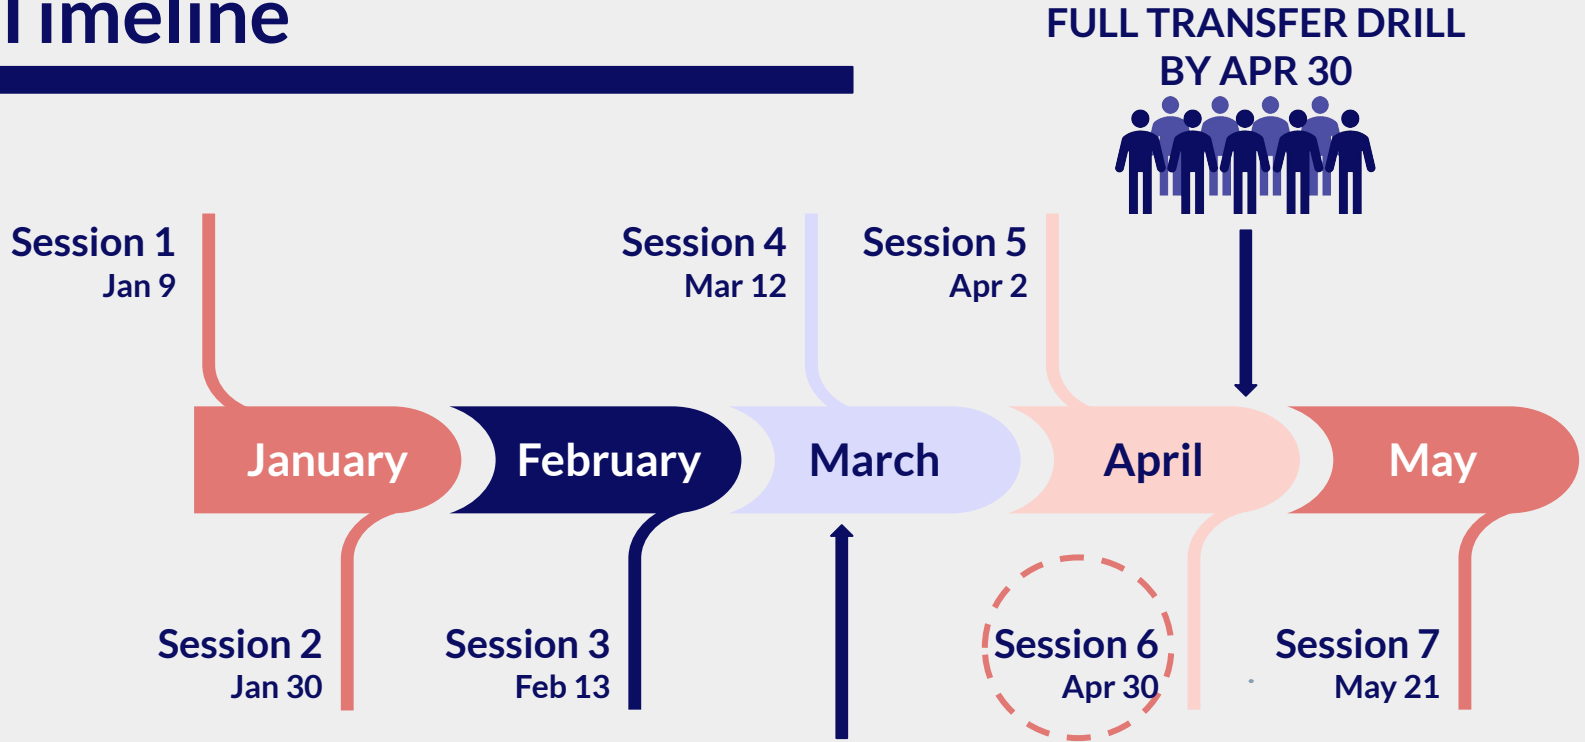 Timeline
FULL TRANSFER DRILL
BY APR 30
Session 1
Jan 9
Session 4
Mar 12
Session 5
Apr 2
January
February
March
April
May
Session 2
Jan 30
Session 3
Feb 13
Session 6
Apr 30
Session 7
May 21